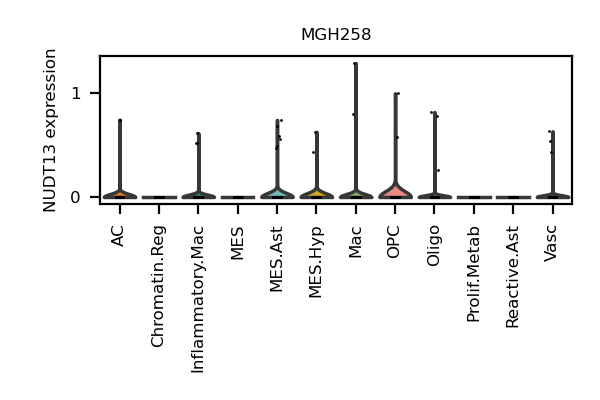 MGH258
NUDT13 expression
1
0
AC
Chromatin.Reg
Inflammatory.Mac
MES
MES.Ast
MES.Hyp
Mac
OPC
Oligo
Prolif.Metab
Reactive.Ast
Vasc